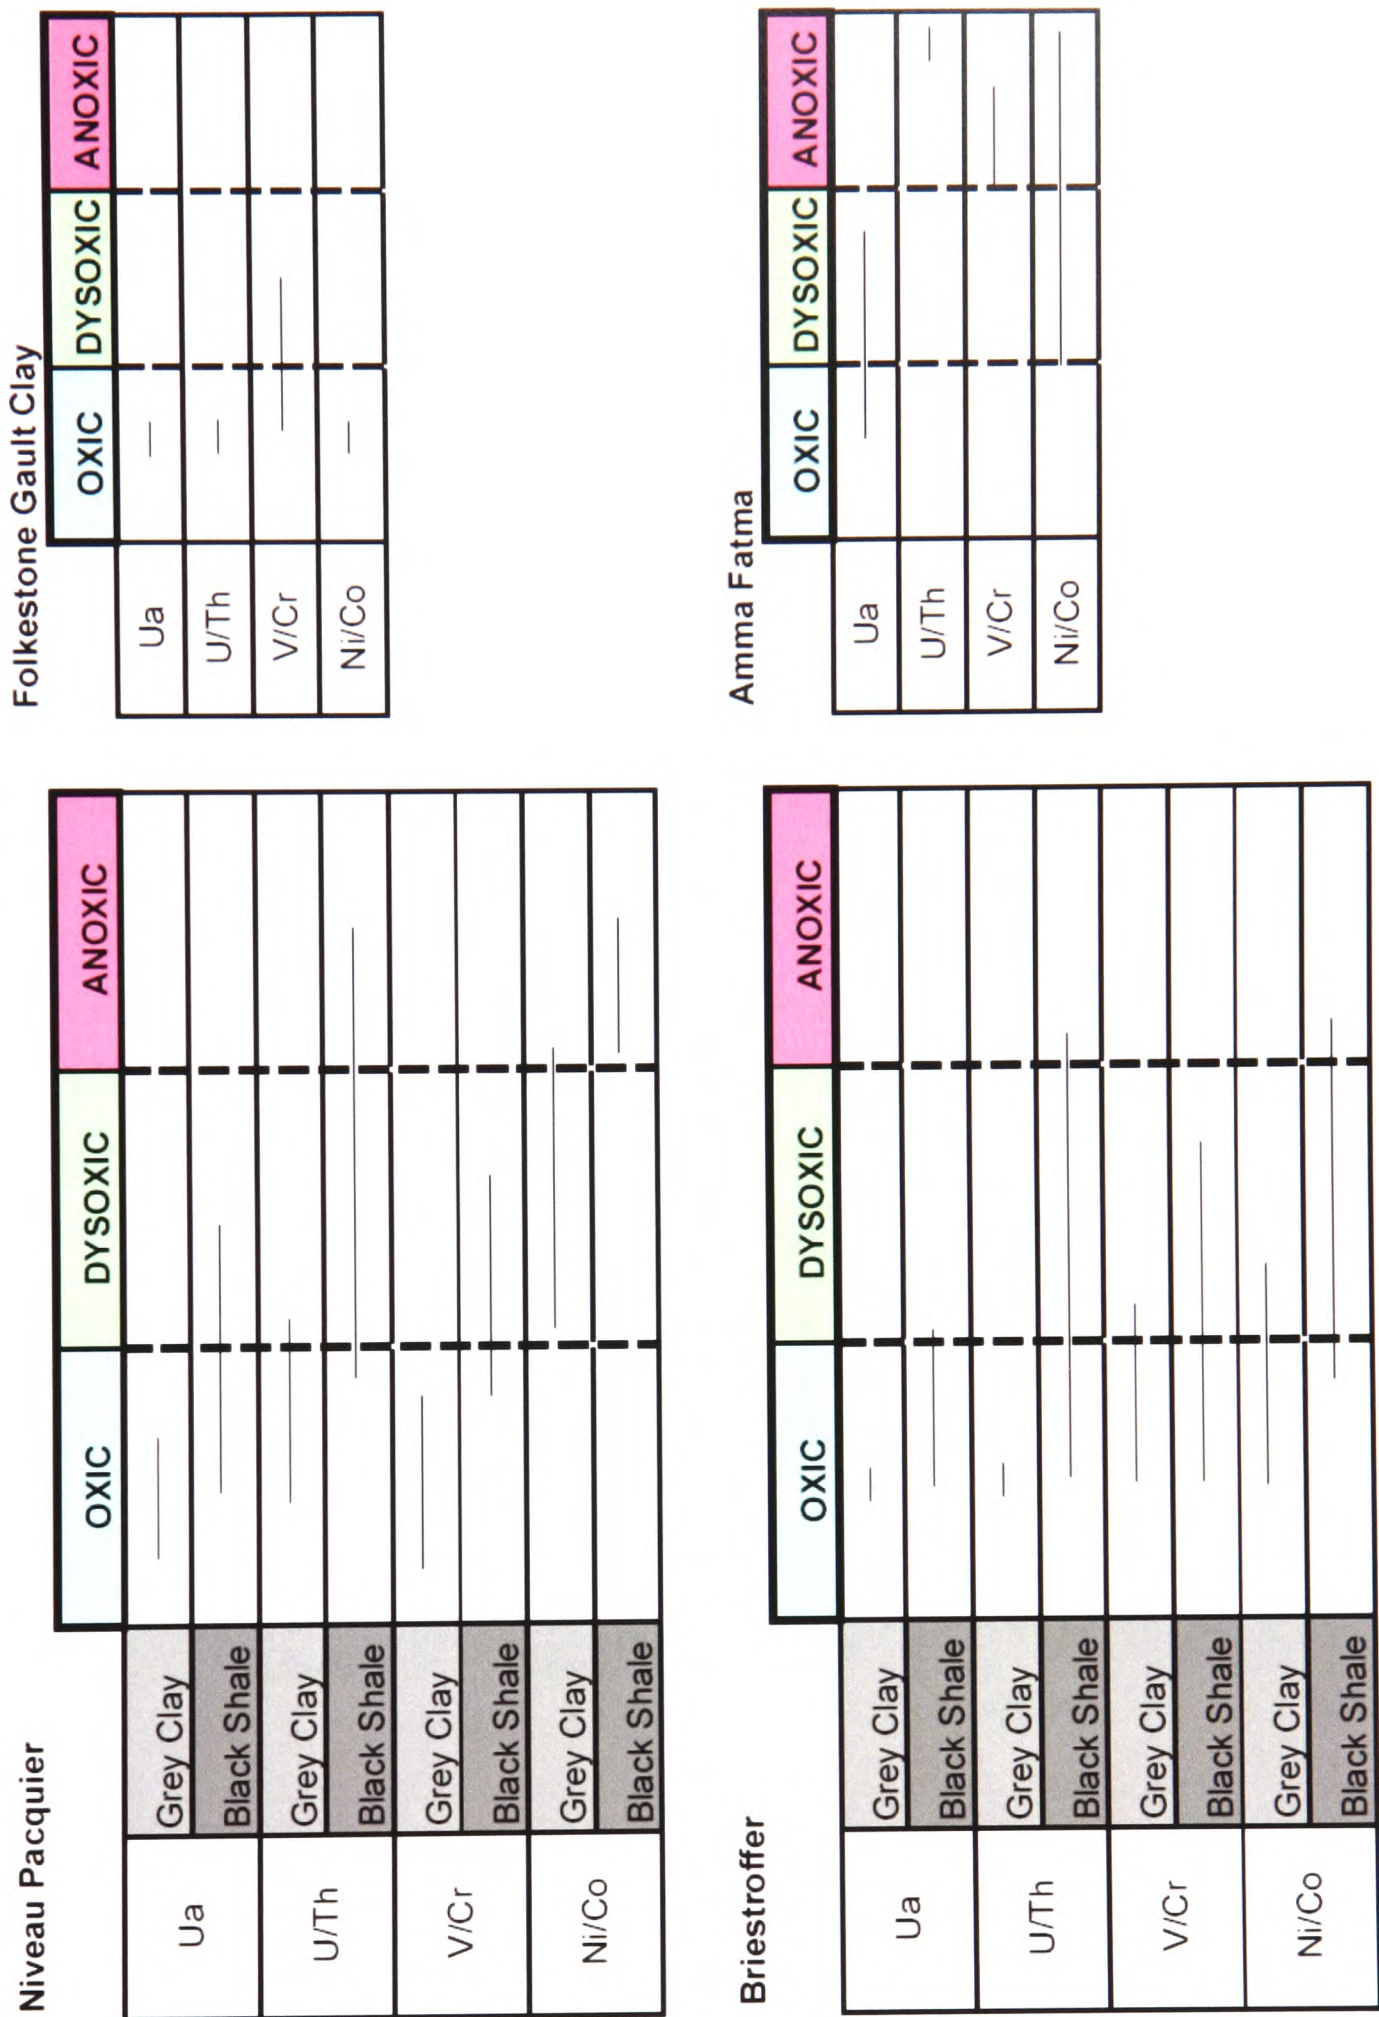 Niveau Pacquier
OXIC DYSOXIC ANOXIC
Ua
Grey Clay
Black Shale
U/Th
Grey Clay
Black Shale
V/Cr
Grey Clay
Black Shale
Ni/Co
Grey Clay
Black Shale
Folkestone Gault Clay
OXIC DYSOXIC ANOXIC
Ua
U/Th
V/Cr
Ni/Co
Briestroffer
OXIC DYSOXIC ANOXIC
Ua
Grey Clay
Black Shale
U/Th
Grey Clay
Black Shale
V/Cr
Grey Clay
Black Shale
Ni/Co
Grey Clay
Black Shale
Amma Fatma
OXIC DYSOXIC ANOXIC
Ua
U/Th
V/Cr
Ni/Co